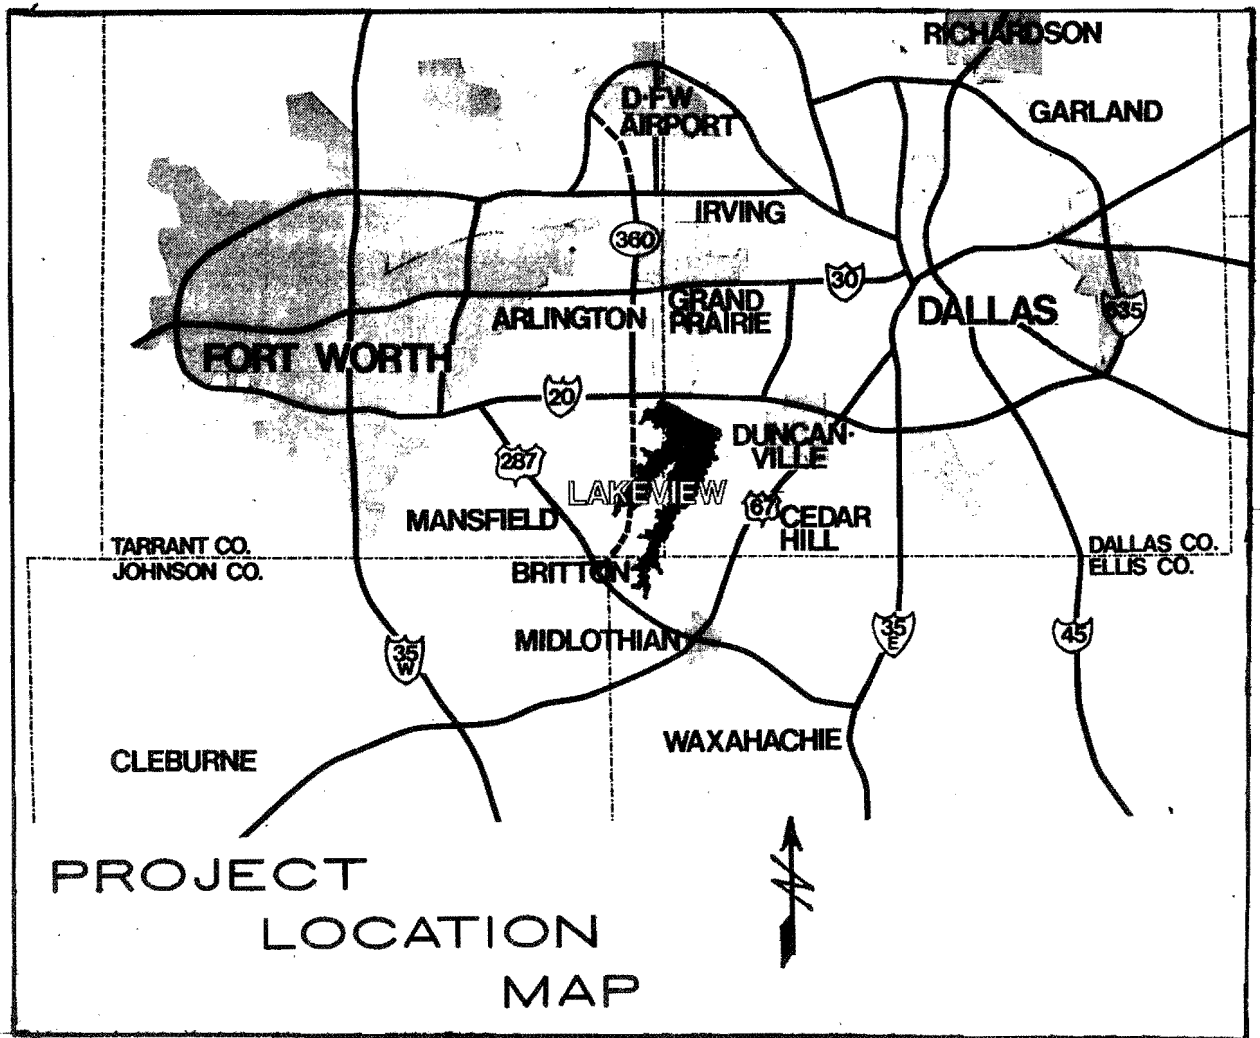 RICHARDSON
D-FW
AIRPORT
GARLAND
IRVING
360
30
GRAND
PRAIRIE
ARLINGTON
DALLAS
635
FORT WORTH
20
DUNCAN-
VILLE
287
LAKEVIEW
67
MANSFIELD
CEDAR
HILL
TARRANT CO.
JOHNSON CO.
DALLAS CO.
ELLIS CO.
BRITTON
MIDLOTHIAN
35
W
35
E
45
WAXAHACHIE
CLEBURNE
PROJECT
LOCATION
MAP
N